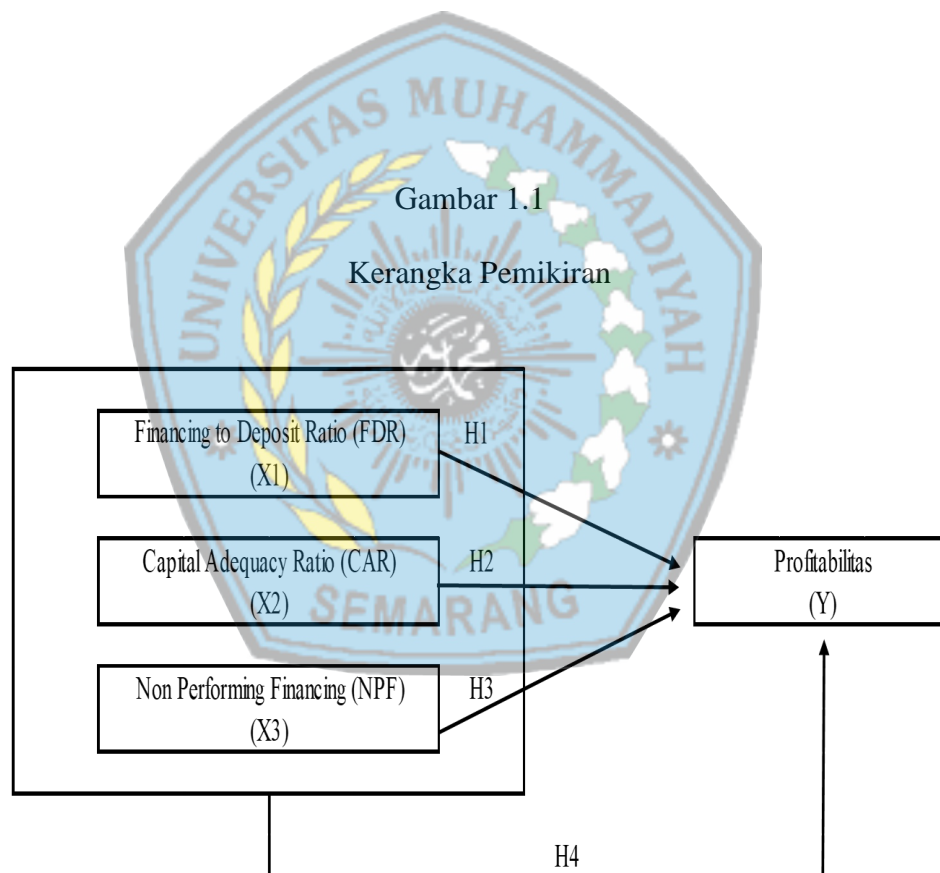 UNIVERSITAS MUHAMMADIYAH
Gambar 1.1
Kerangka Pemikiran
Financing to Deposit Ratio (FDR)
(X1)
H1
Capital Adequacy Ratio (CAR)
(X2)
H2
Profitabilitas
(Y)
SEMARANG
Non Performing Financing (NPF)
(X3)
H3
H4